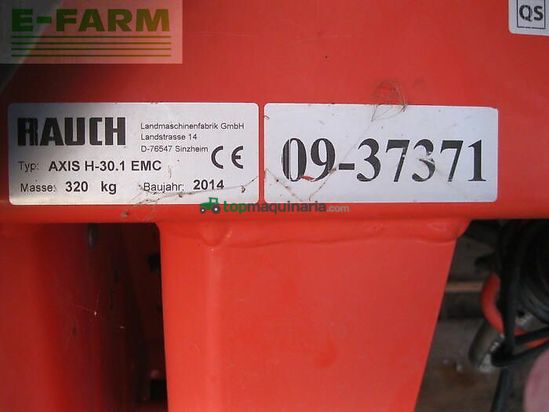 E-FARM
QS
RAUCH
Landmaschinenfabrik GmbH
Landstrasse 14
D-76547 Sinzheim
Typ: AXIS H-30.1 EMC
CE
Masse: 320 kg Baujahr: 2014
09-37371
topmaquinaria.com